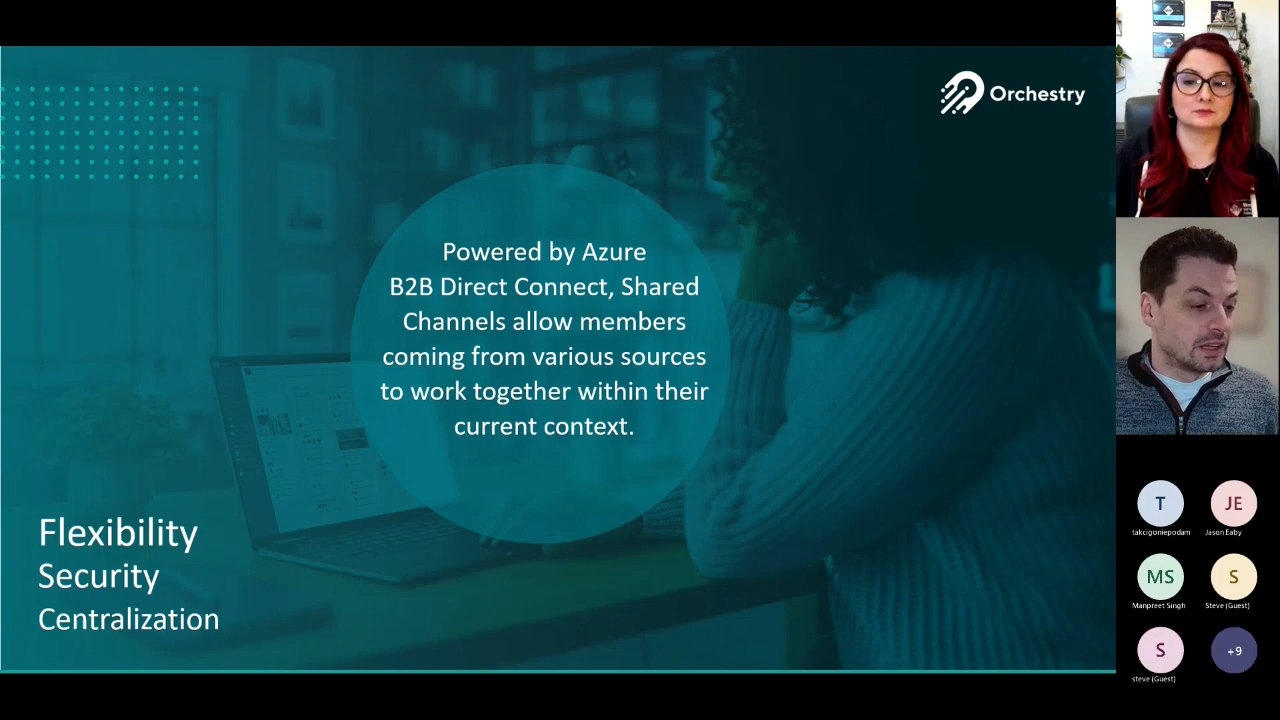 Orchestry
Powered by Azure
B2B Direct Connect, Shared
Channels allow members
coming from various sources
to work together within their
current context.
Flexibility
Security
Centralization
T
takcigoniepodam
JE
Jason Eaby
MS
Manpreet Singh
S
Steve (Guest)
S
steve (Guest)
+9